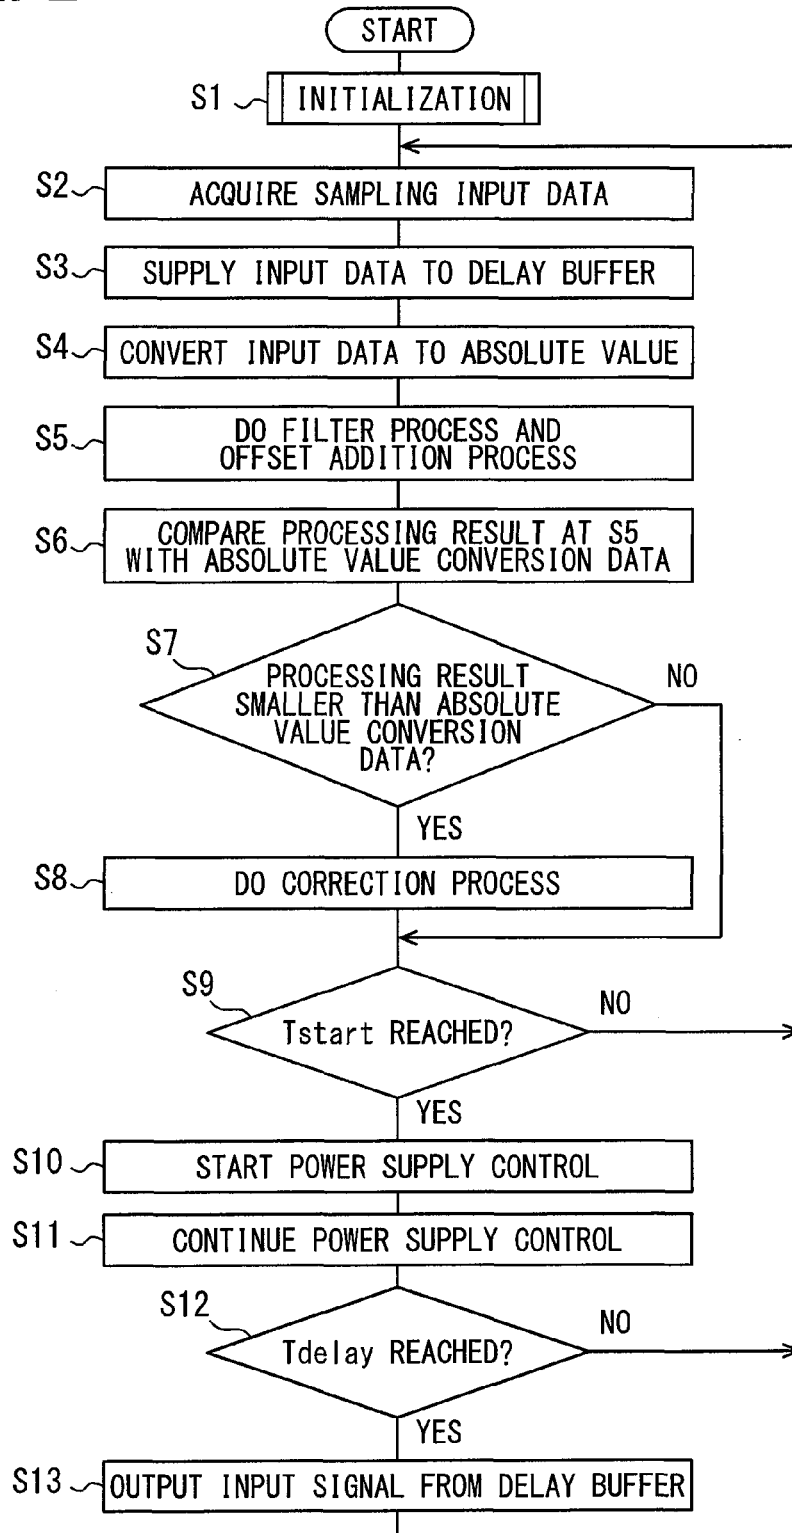 START
S1 INITIALIZATION
S2 ACQUIRE SAMPLING INPUT DATA
S3 SUPPLY INPUT DATA TO DELAY BUFFER
S4 CONVERT INPUT DATA TO ABSOLUTE VALUE
S5 DO FILTER PROCESS AND
OFFSET ADDITION PROCESS
S6 COMPARE PROCESSING RESULT AT S5
WITH ABSOLUTE VALUE CONVERSION DATA
S7
PROCESSING RESULT
SMALLER THAN ABSOLUTE
VALUE CONVERSION
DATA?
NO
YES
S8 DO CORRECTION PROCESS
S9
Tstart REACHED?
NO
YES
S10 START POWER SUPPLY CONTROL
S11 CONTINUE POWER SUPPLY CONTROL
S12
Tdelay REACHED?
NO
YES
S13 OUTPUT INPUT SIGNAL FROM DELAY BUFFER